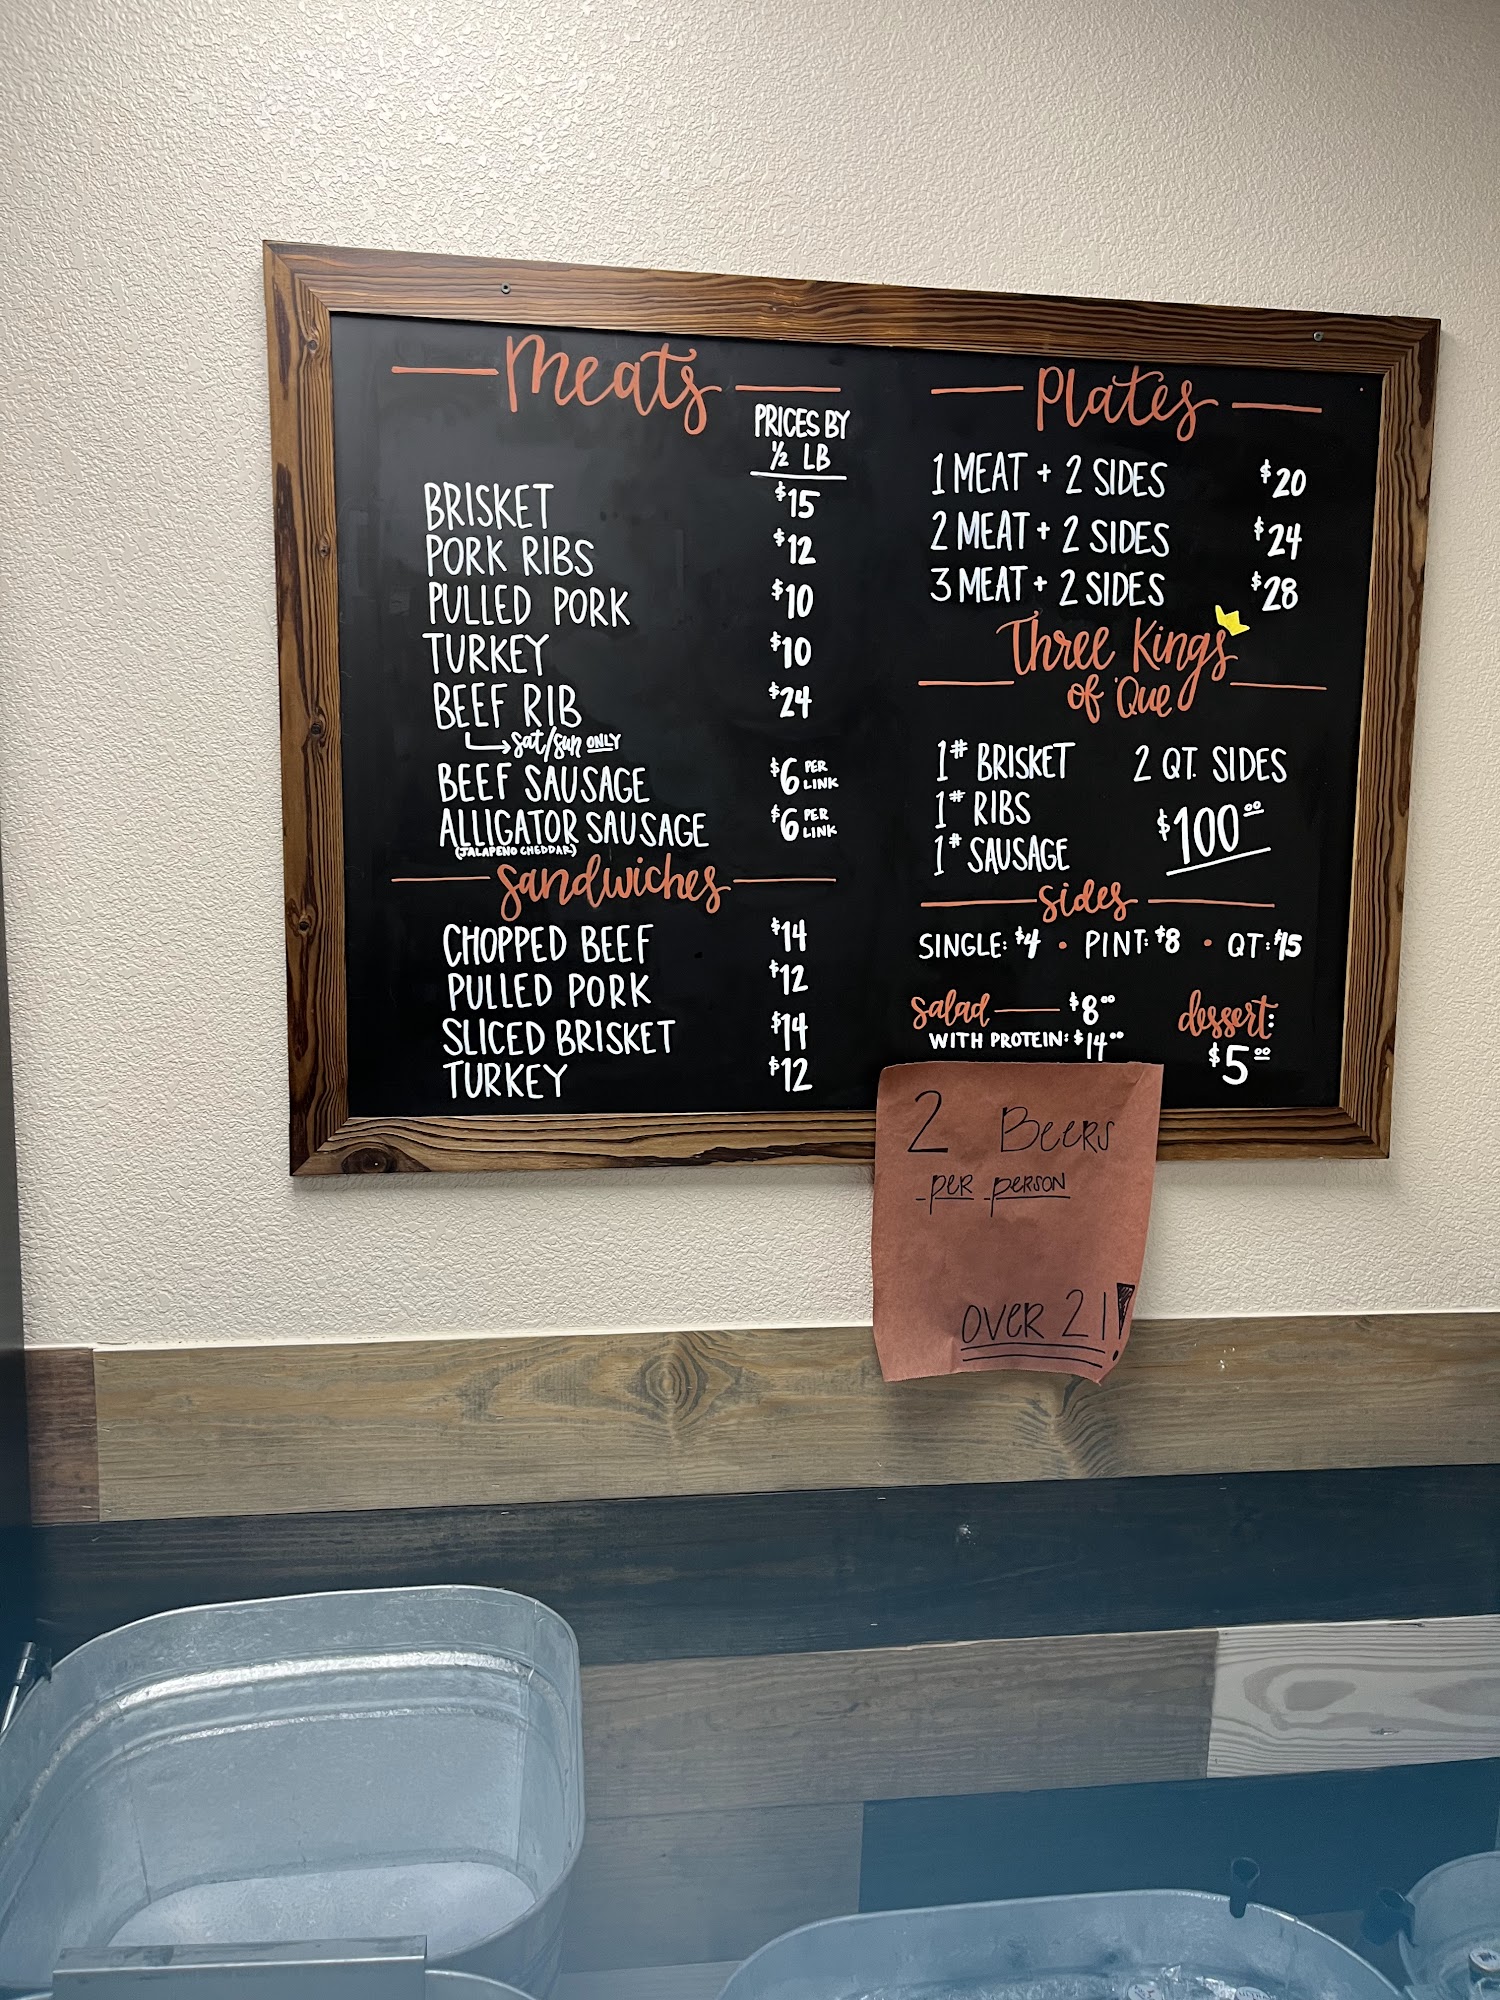 Meats
PRICES BY
½ LB
BRISKET $15
PORK RIBS $12
PULLED PORK $10
TURKEY $10
BEEF RIB $24
sat/sun ONLY
BEEF SAUSAGE $6 PER LINK
ALLIGATOR SAUSAGE $6 PER LINK
(JALAPENO CHEDDAR)
Sandwiches
CHOPPED BEEF $14
PULLED PORK $12
SLICED BRISKET $14
TURKEY $12
Plates
1 MEAT + 2 SIDES $20
2 MEAT + 2 SIDES $24
3 MEAT + 2 SIDES $28
Three Kings
of 'Que
1# BRISKET 2 QT. SIDES
1# RIBS
1# SAUSAGE $100.00
Sides
SINGLE: $4 • PINT: $8 • QT: $15
Salad $8.00
WITH PROTEIN: $14.00
dessert:
$5.00
2 Beers
per person
over 21!